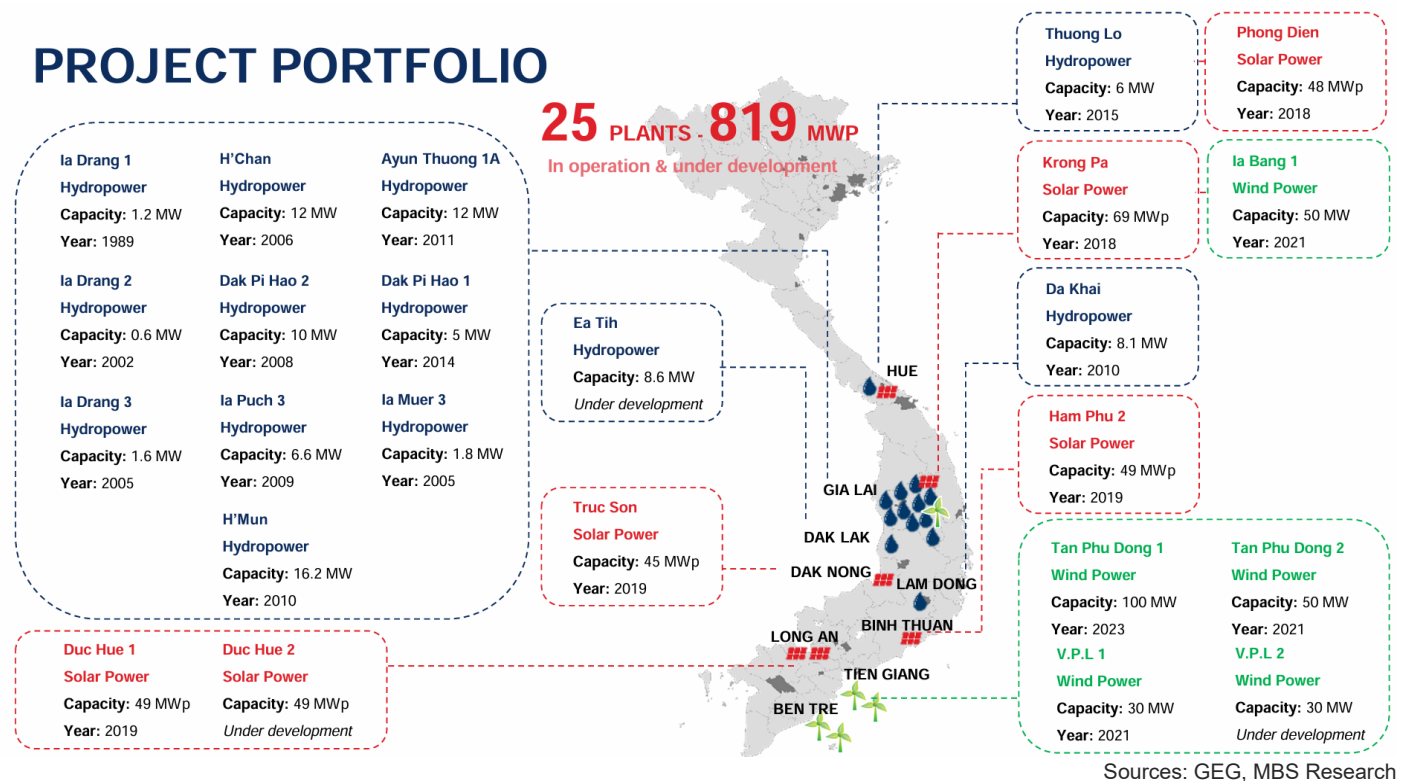 PROJECT PORTFOLIO
25 PLANTS - 819 MWP
In operation & under development
Ia Drang 1
Hydropower
Capacity: 1.2 MW
Year: 1989
H'Chan
Hydropower
Capacity: 12 MW
Year: 2006
Ayun Thuong 1A
Hydropower
Capacity: 12 MW
Year: 2011
Ia Drang 2
Hydropower
Capacity: 0.6 MW
Year: 2002
Dak Pi Hao 2
Hydropower
Capacity: 10 MW
Year: 2008
Dak Pi Hao 1
Hydropower
Capacity: 5 MW
Year: 2014
Ia Drang 3
Hydropower
Capacity: 1.6 MW
Year: 2005
Ia Puch 3
Hydropower
Capacity: 6.6 MW
Year: 2009
Ia Muer 3
Hydropower
Capacity: 1.8 MW
Year: 2005
H'Mun
Hydropower
Capacity: 16.2 MW
Year: 2010
Duc Hue 1
Solar Power
Capacity: 49 MWp
Year: 2019
Duc Hue 2
Solar Power
Capacity: 49 MWp
Under development
Ea Tih
Hydropower
Capacity: 8.6 MW
Under development
Truc Son
Solar Power
Capacity: 45 MWp
Year: 2019
HUE
GIA LAI
DAK LAK
DAK NONG
LAM DONG
BINH THUAN
LONG AN
TIEN GIANG
BEN TRE
Thuong Lo
Hydropower
Capacity: 6 MW
Year: 2015
Phong Dien
Solar Power
Capacity: 48 MWp
Year: 2018
Krong Pa
Solar Power
Capacity: 69 MWp
Year: 2018
Ia Bang 1
Wind Power
Capacity: 50 MW
Year: 2021
Da Khai
Hydropower
Capacity: 8.1 MW
Year: 2010
Ham Phu 2
Solar Power
Capacity: 49 MWp
Year: 2019
Tan Phu Dong 1
Wind Power
Capacity: 100 MW
Year: 2023
Tan Phu Dong 2
Wind Power
Capacity: 50 MW
Year: 2021
V.P.L 1
Wind Power
Capacity: 30 MW
Year: 2021
V.P.L 2
Wind Power
Capacity: 30 MW
Under development
Sources: GEG, MBS Research